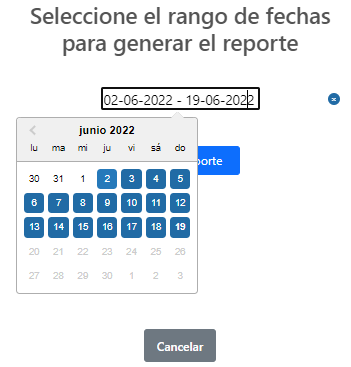 Seleccione el rango de fechas
para generar el reporte
02-06-2022 - 19-06-2022
junio 2022
lu ma mi ju vi sá do
30 31 1 2 3 4 5
6 7 8 9 10 11 12
13 14 15 16 17 18 19
20 21 22 23 24 25 26
27 28 29 30 1 2 3
Cancelar